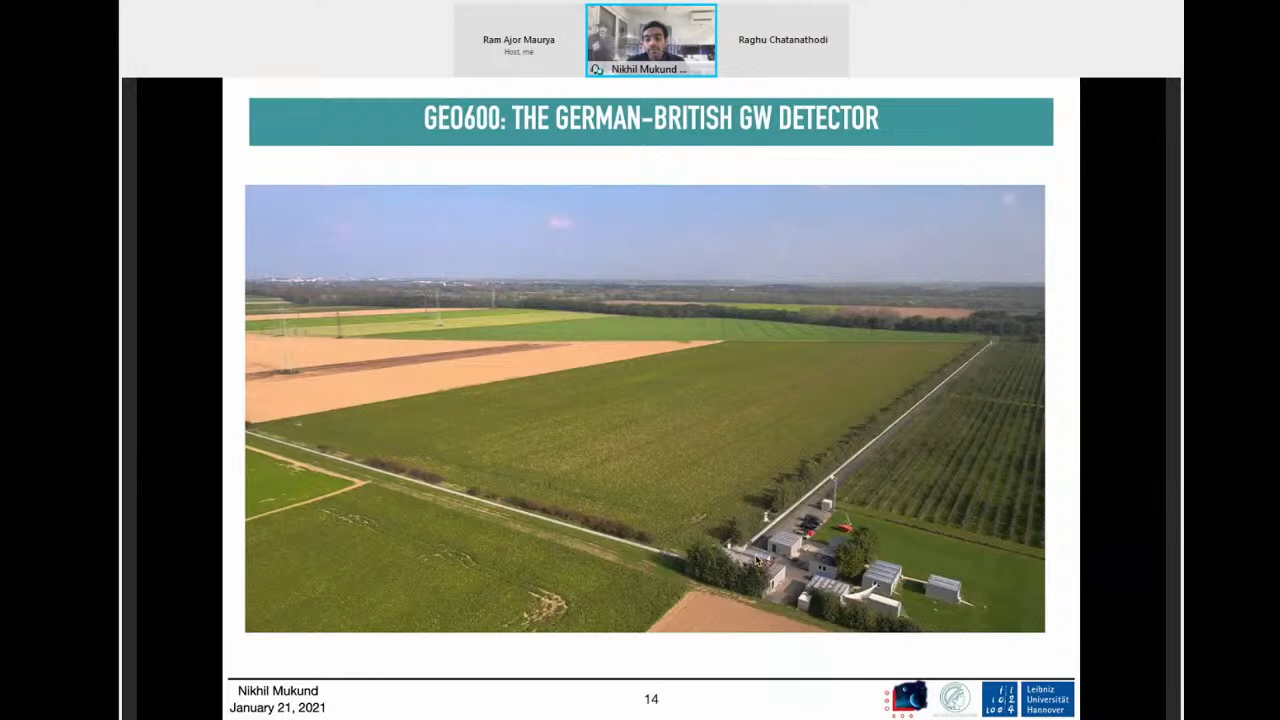 Ram Ajor Maurya
Host, me
Nikhil Mukund ...
Raghu Chatanathodi
GEO600: THE GERMAN-BRITISH GW DETECTOR
Nikhil Mukund
January 21, 2021
14
Leibniz
Universität
Hannover